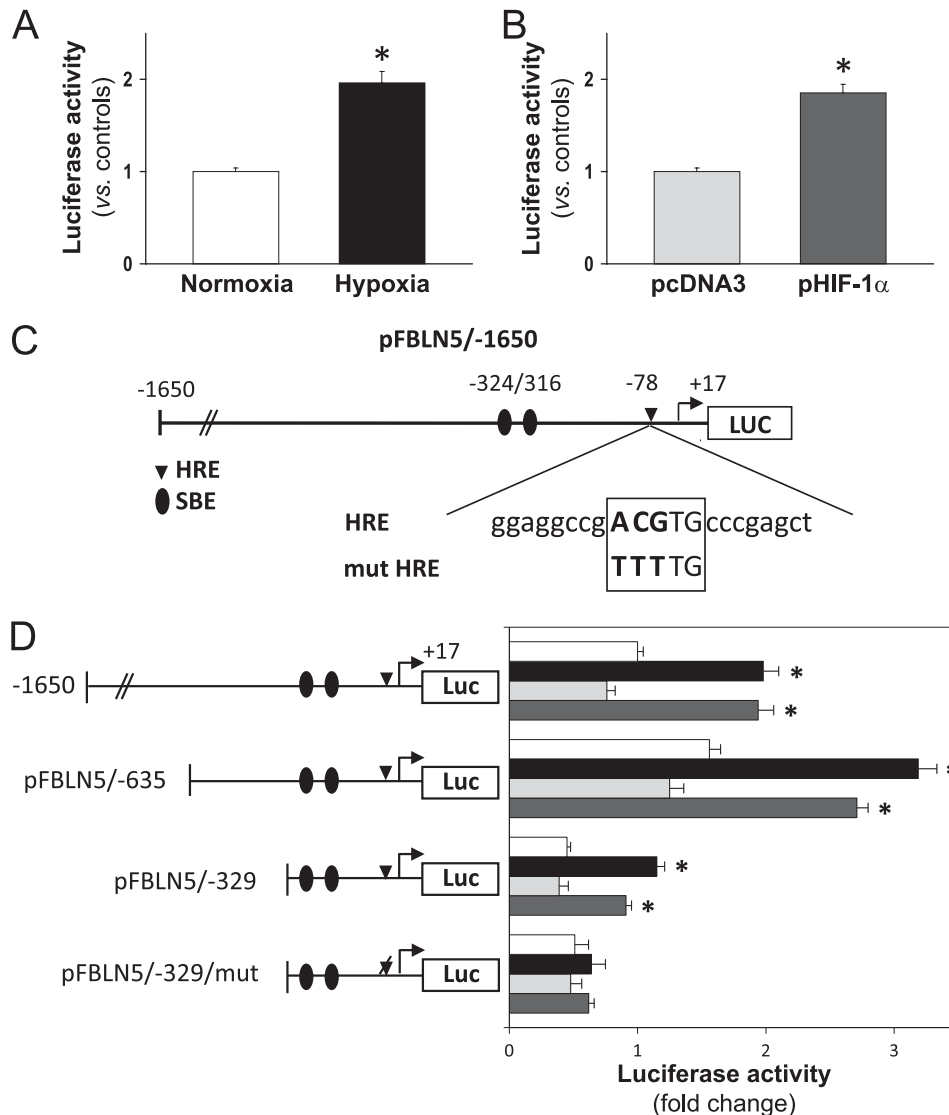 A
Luciferase activity
(vs. controls)
2
1
0
*
Normoxia
Hypoxia
B
Luciferase activity
(vs. controls)
2
1
0
*
pcDNA3
pHIF-1α
C
pFBLN5/-1650
-1650
-324/316
-78
+17
LUC
HRE
SBE
HRE
ggaggccgACGTGcccgagct
mut HRE
TTTTG
D
-1650
+17
Luc
*
*
pFBLN5/-635
Luc
*
*
pFBLN5/-329
Luc
*
*
pFBLN5/-329/mut
Luc
0 1 2 3
Luciferase activity
(fold change)